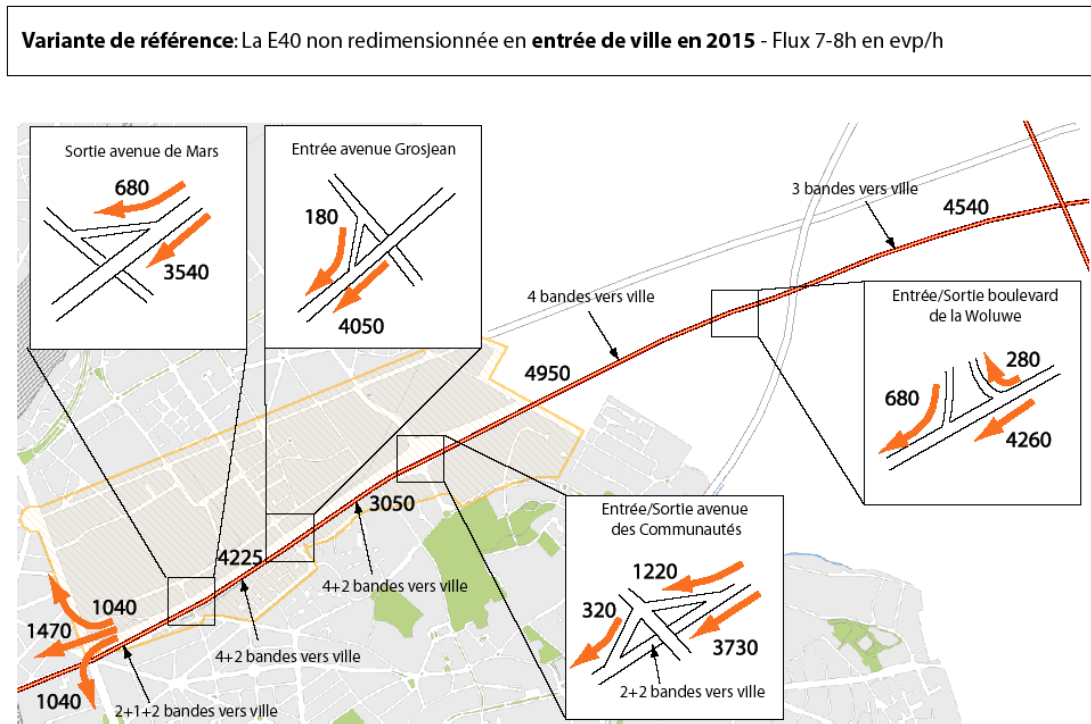 Variante de référence: La E40 non redimensionnée en entrée de ville en 2015 - Flux 7-8h en evp/h
Sortie avenue de Mars
680
3540
Entrée avenue Grosjean
180
4050
3 bandes vers ville
4540
4 bandes vers ville
4950
Entrée/Sortie boulevard
de la Woluwe
280
680
4260
3050
4225
4+2 bandes vers ville
4+2 bandes vers ville
Entrée/Sortie avenue
des Communautés
1220
320
3730
2+2 bandes vers ville
1040
1470
1040
2+1+2 bandes vers ville